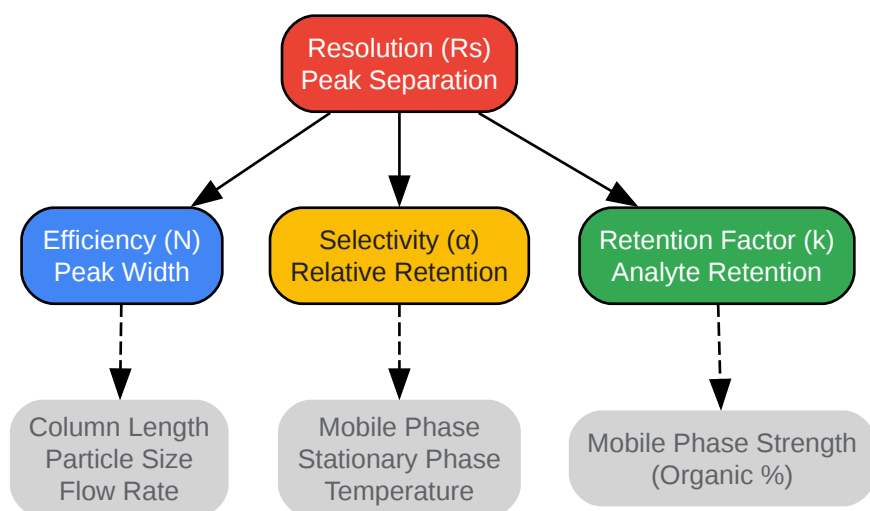 Resolution (Rs)
Peak Separation
Efficiency (N)
Peak Width
Selectivity (α)
Relative Retention
Retention Factor (k)
Analyte Retention
Column Length
Particle Size
Flow Rate
Mobile Phase
Stationary Phase
Temperature
Mobile Phase Strength
(Organic %)